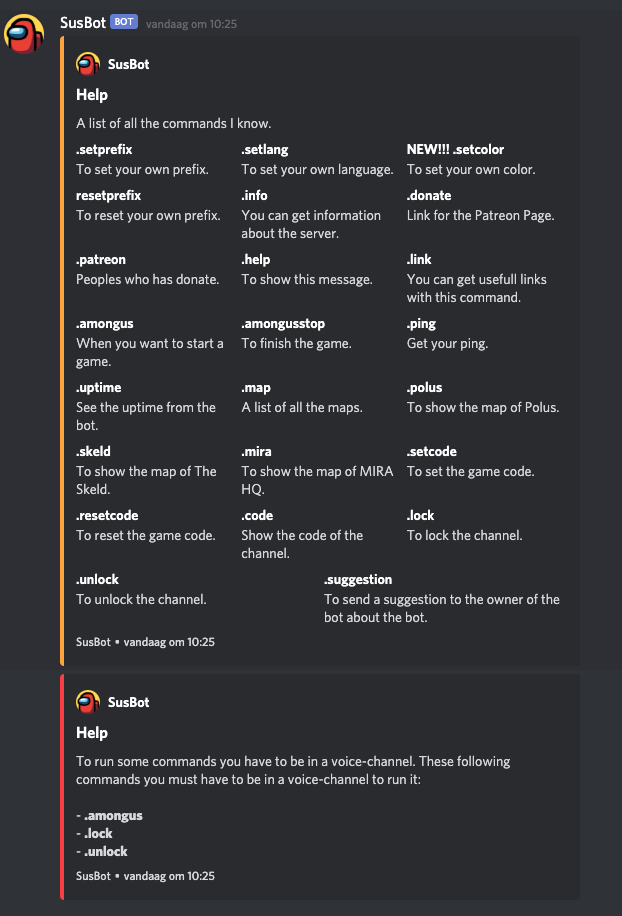 SusBot BOT vandaag om 10:25
SusBot
Help
A list of all the commands I know.
.setprefix
To set your own prefix.
.setlang
To set your own language.
NEW!!! .setcolor
To set your own color.
resetprefix
To reset your own prefix.
.info
You can get information
about the server.
.donate
Link for the Patreon Page.
.patreon
Peoples who has donate.
.help
To show this message.
.link
You can get usefull links
with this command.
.amongus
When you want to start a
game.
.amongusstop
To finish the game.
.ping
Get your ping.
.uptime
See the uptime from the
bot.
.map
A list of all the maps.
.polus
To show the map of Polus.
.skeld
To show the map of The
Skeld.
.mira
To show the map of MIRA
HQ.
.setcode
To set the game code.
.resetcode
To reset the game code.
.code
Show the code of the
channel.
.lock
To lock the channel.
.unlock
To unlock the channel.
.suggestion
To send a suggestion to the owner of the
bot about the bot.
SusBot • vandaag om 10:25
SusBot
Help
To run some commands you have to be in a voice-channel. These following
commands you must have to be in a voice-channel to run it:
- .amongus
- .lock
- .unlock
SusBot • vandaag om 10:25